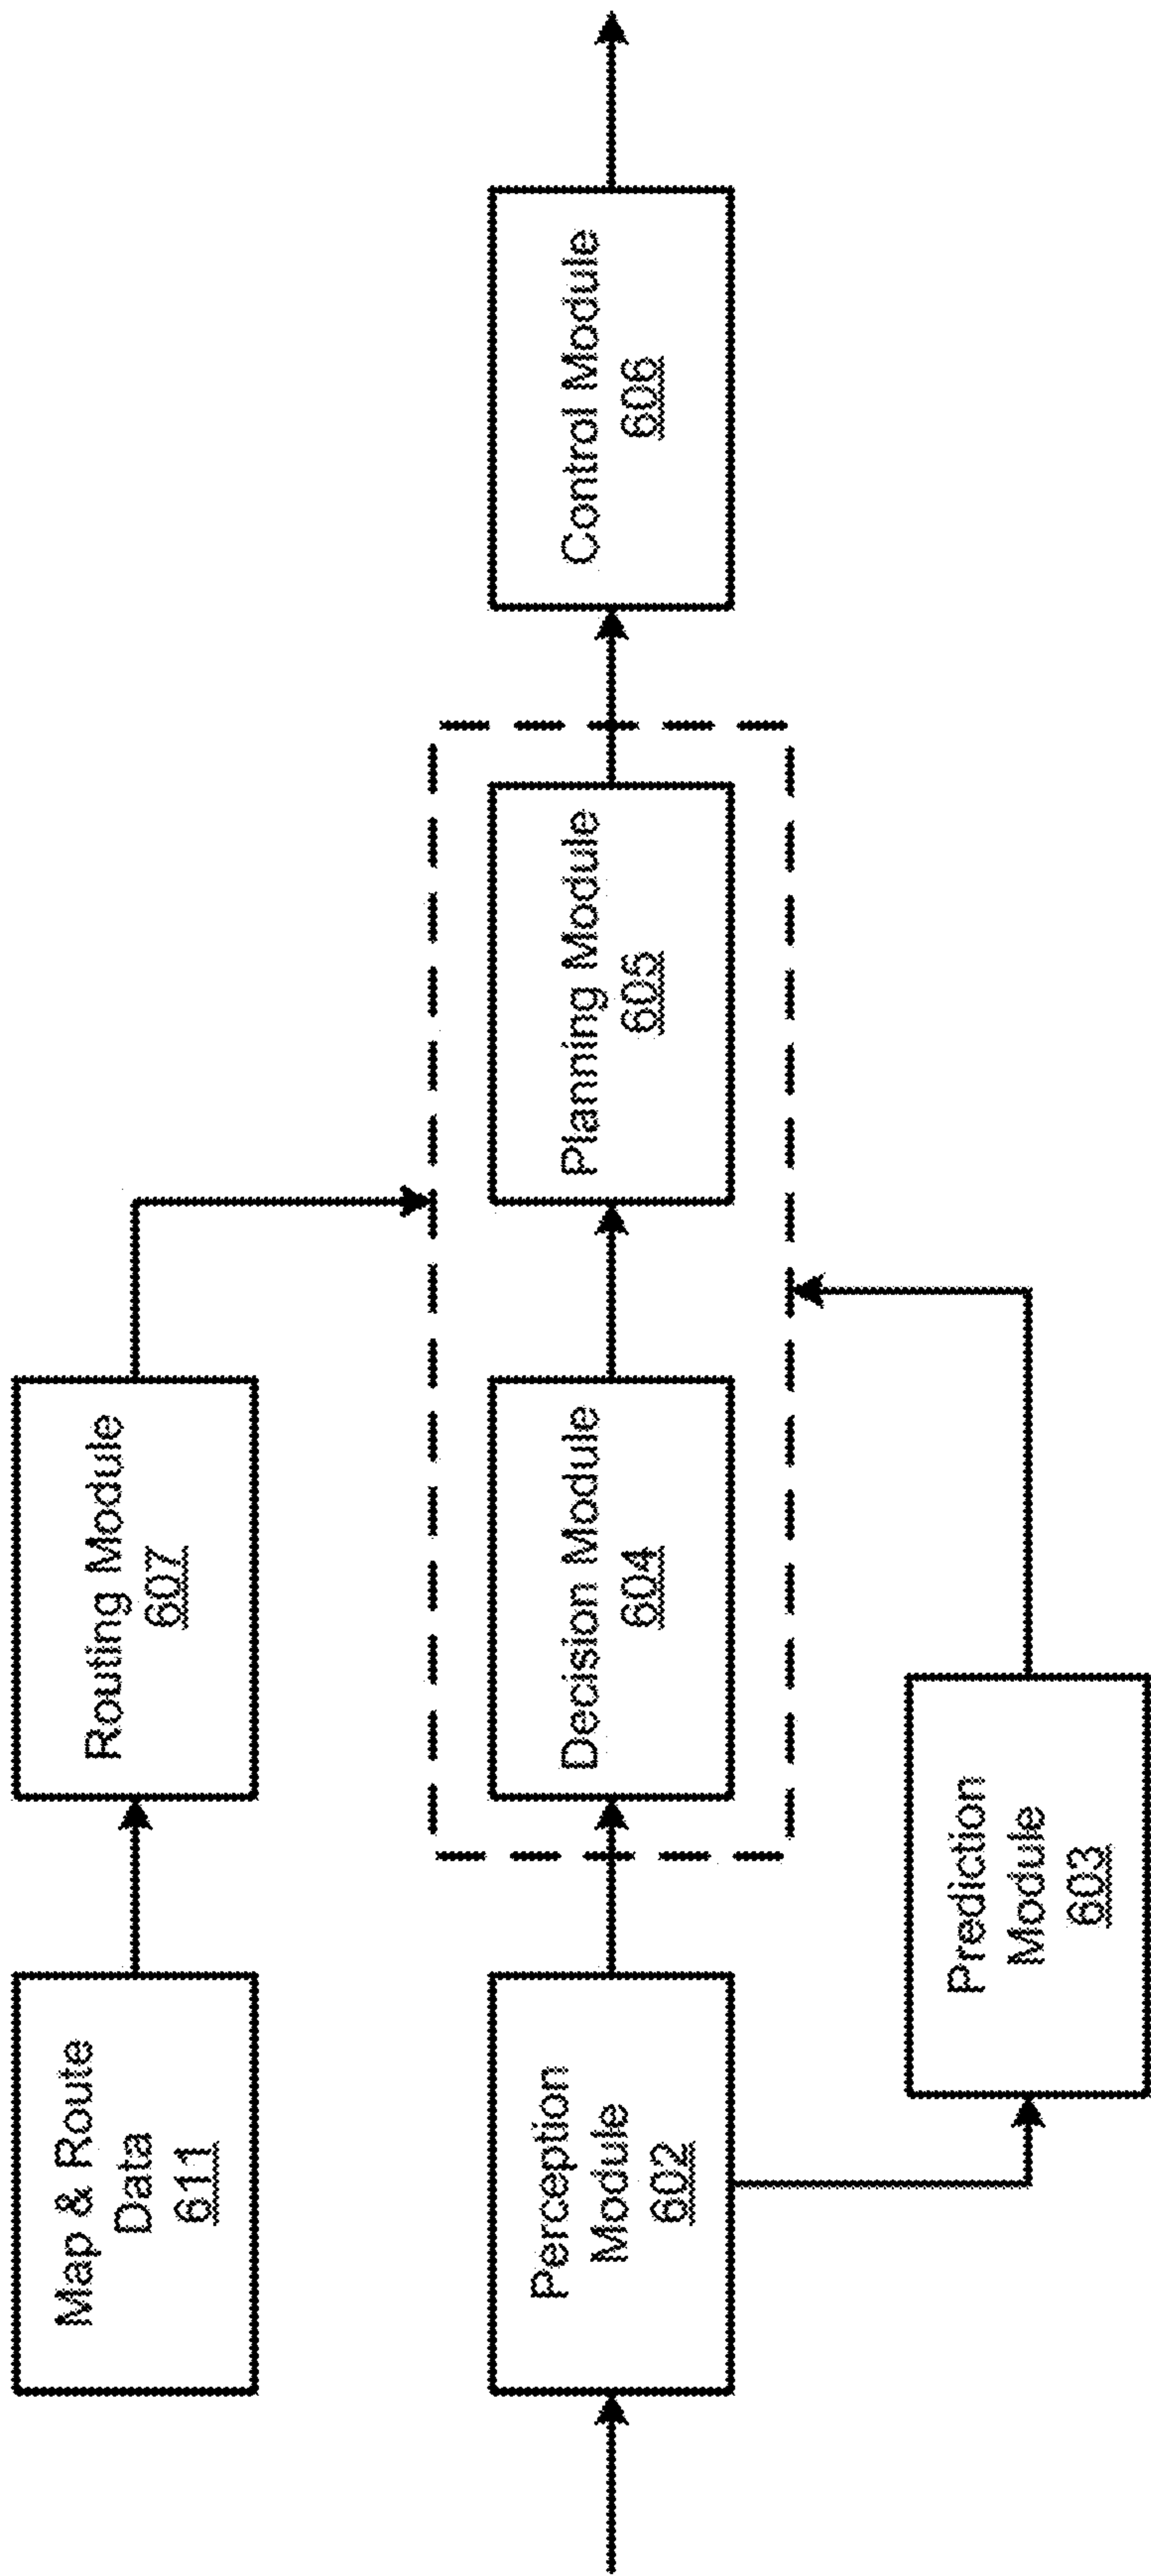 Map & Route
Data
611
Routing Module
607
Perception
Module
602
Decision Module
604
Planning Module
605
Control Module
606
Prediction
Module
603